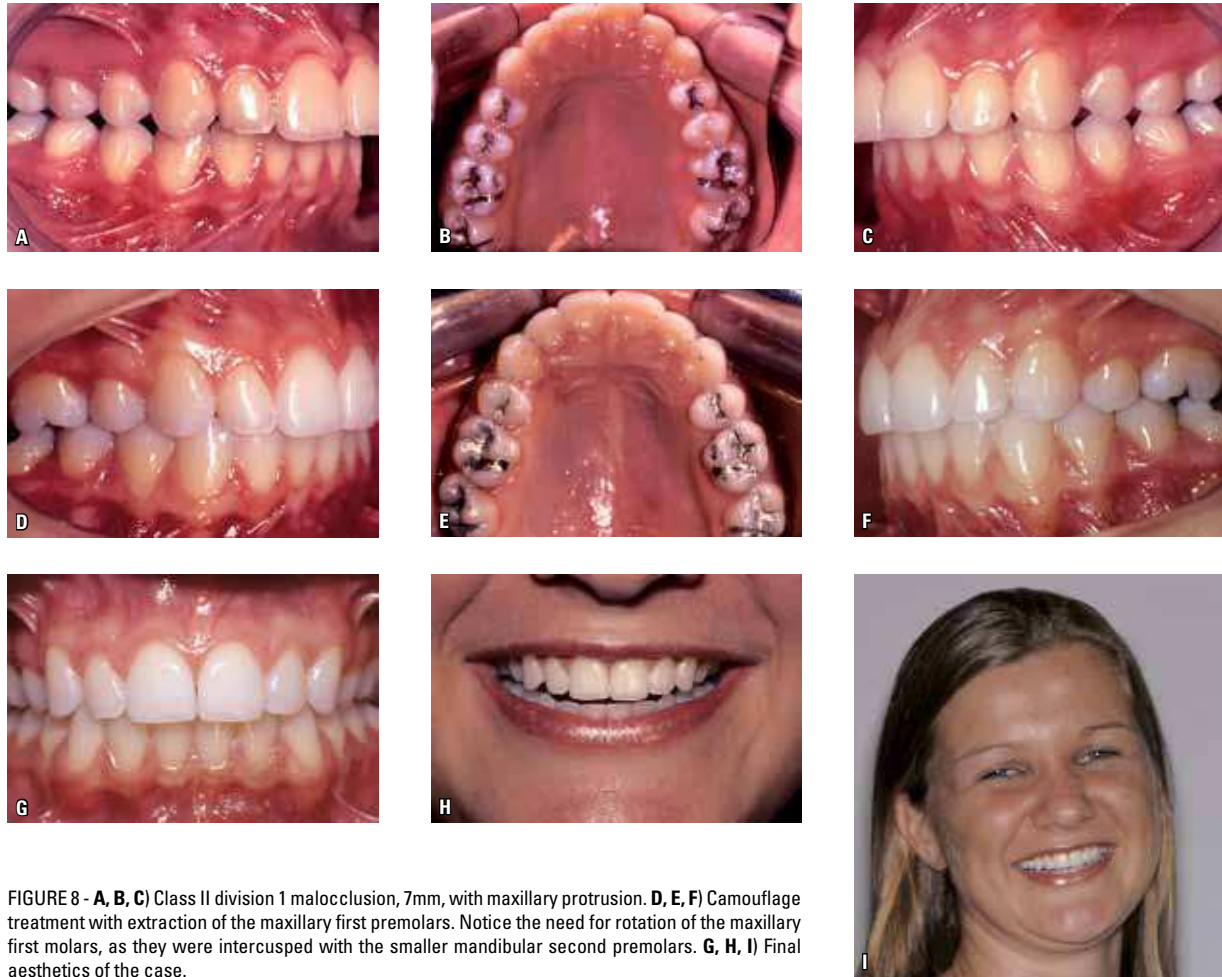 A
B
C
D
E
F
G
H
I
FIGURE 8 - A, B, C) Class II division 1 malocclusion, 7mm, with maxillary protrusion. D, E, F) Camouflage
treatment with extraction of the maxillary first premolars. Notice the need for rotation of the maxillary
first molars, as they were intercusped with the smaller mandibular second premolars. G, H, I) Final
aesthetics of the case.